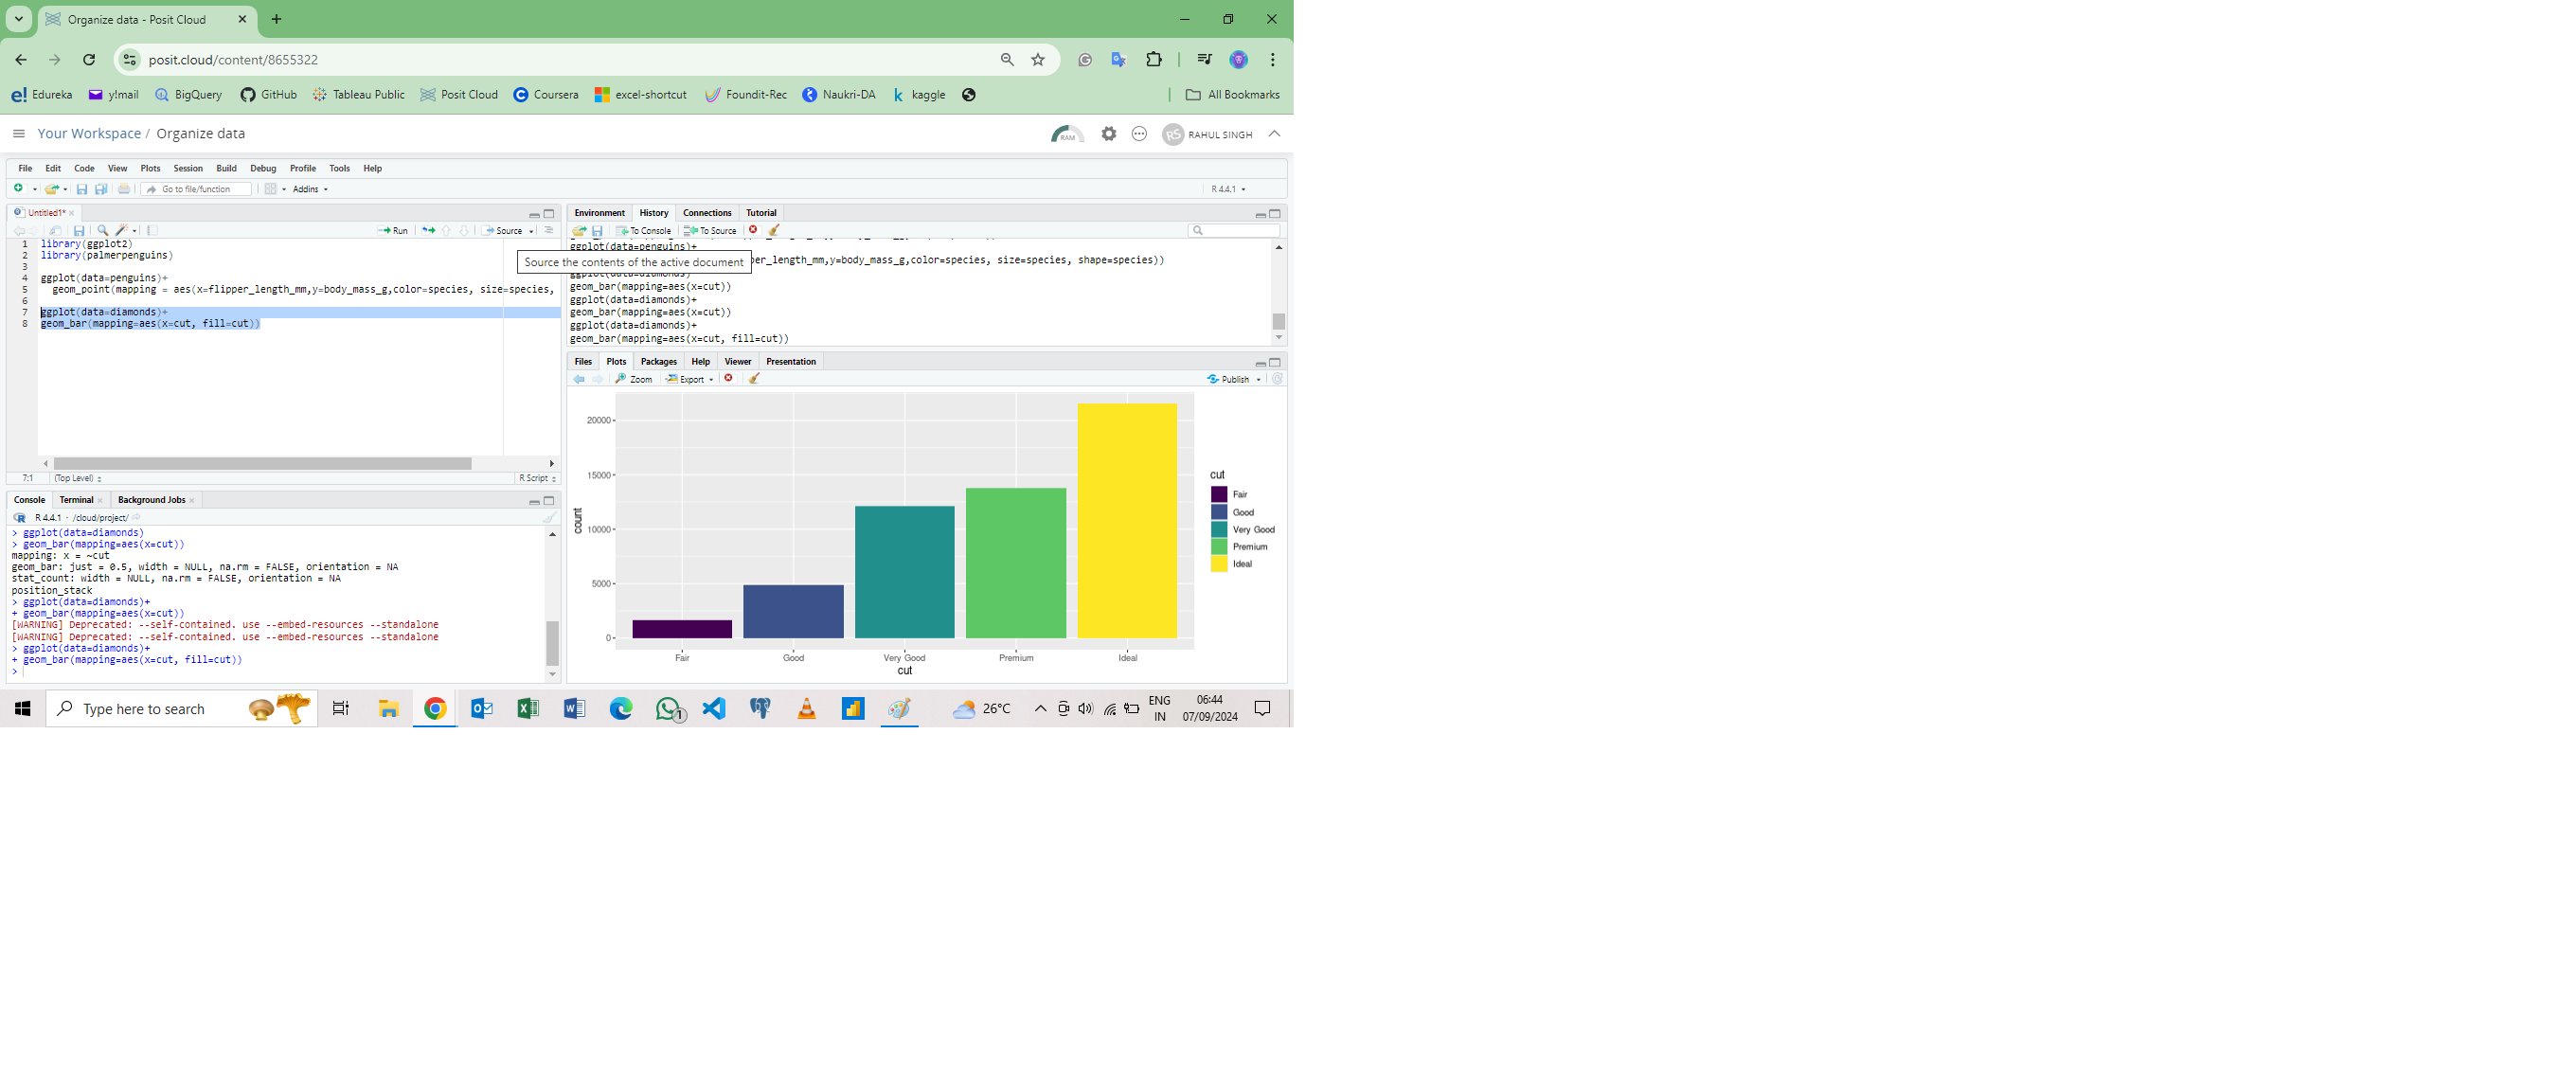 Organize data - Posit Cloud
posit.cloud/content/8655322
e! Edureka y!mail BigQuery GitHub Tableau Public Posit Cloud Coursera excel-shortcut Foundit-Rec Naukri-DA kaggle All Bookmarks
Your Workspace / Organize data RAM RS RAHUL SINGH
File Edit Code View Plots Session Build Debug Profile Tools Help
Go to file/function Addins R 4.4.1
Untitled1*
Run Source
1 library(ggplot2)
2 library(palmerpenguins)
3
4 ggplot(data=penguins)+
5 geom_point(mapping = aes(x=flipper_length_mm,y=body_mass_g,color=species, size=species,
6
7 ggplot(data=diamonds)+
8 geom_bar(mapping=aes(x=cut, fill=cut))
7:1 (Top Level) R Script
Source the contents of the active document
Environment History Connections Tutorial
To Console To Source
ggplot(data=penguins)+
per_length_mm,y=body_mass_g,color=species, size=species, shape=species))
ggplot(data=diamonds)
geom_bar(mapping=aes(x=cut))
ggplot(data=diamonds)+
geom_bar(mapping=aes(x=cut))
ggplot(data=diamonds)+
geom_bar(mapping=aes(x=cut, fill=cut))
Console Terminal Background Jobs
R 4.4.1 · /cloud/project/
> ggplot(data=diamonds)
> geom_bar(mapping=aes(x=cut))
mapping: x = ~cut
geom_bar: just = 0.5, width = NULL, na.rm = FALSE, orientation = NA
stat_count: width = NULL, na.rm = FALSE, orientation = NA
position_stack
> ggplot(data=diamonds)+
+ geom_bar(mapping=aes(x=cut))
[WARNING] Deprecated: --self-contained. use --embed-resources --standalone
[WARNING] Deprecated: --self-contained. use --embed-resources --standalone
> ggplot(data=diamonds)+
+ geom_bar(mapping=aes(x=cut, fill=cut))
>
Files Plots Packages Help Viewer Presentation
Zoom Export Publish
20000
15000
10000
5000
0
count
Fair Good Very Good Premium Ideal
cut
cut
Fair
Good
Very Good
Premium
Ideal
Type here to search 1 26°C ENG IN 06:44 07/09/2024